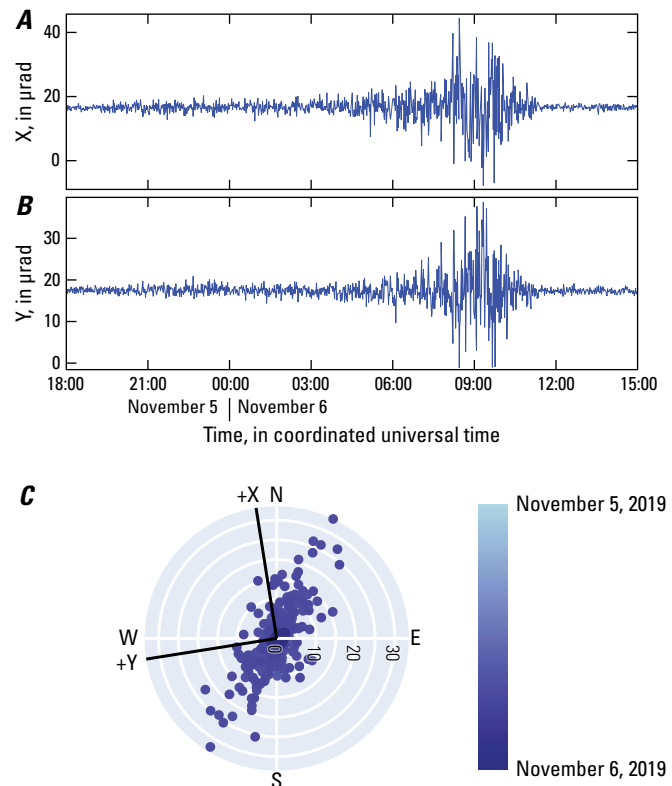 A
X, in µrad
40
20
0
B
Y, in µrad
30
20
10
0
18:00 21:00 00:00 03:00 06:00 09:00 12:00 15:00
November 5 November 6
Time, in coordinated universal time
C
+X N
W E
+Y
0 10 20 30
S
November 5, 2019
November 6, 2019